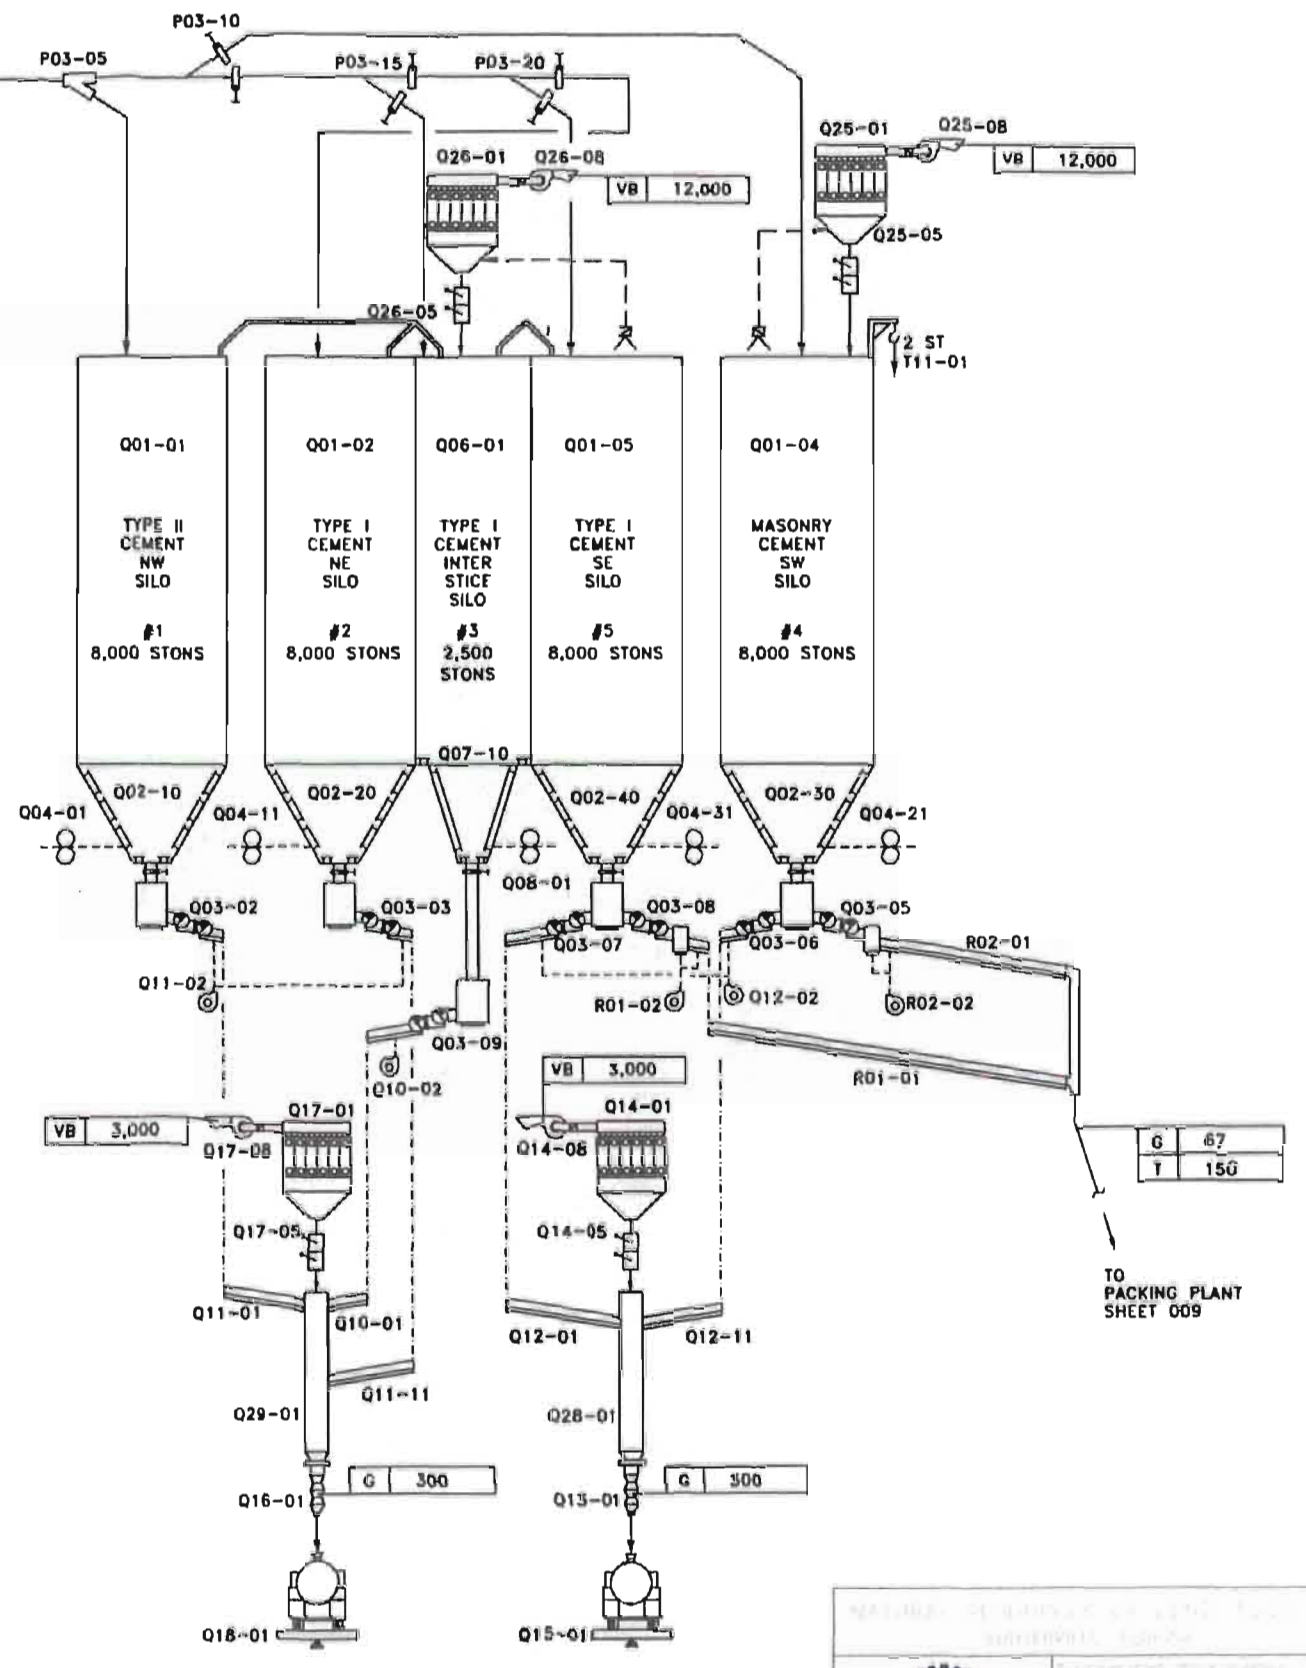 P03-10
P03-05
P03-15
P03-20
Q25-01
Q25-08
VB 12,000
Q26-01
Q26-08
VB 12,000
Q25-05
Q26-05
2 ST
T11-01
Q01-01
Q01-02
Q06-01
Q01-05
Q01-04
TYPE II
CEMENT
NW
SILO
#1
8,000 STONS
TYPE I
CEMENT
NE
SILO
#2
8,000 STONS
TYPE I
CEMENT
INTER
STICE
SILO
#3
2,500
STONS
TYPE I
CEMENT
SE
SILO
#5
8,000 STONS
MASONRY
CEMENT
SW
SILO
#4
8,000 STONS
Q07-10
Q02-10
Q02-20
Q02-40
Q02-30
Q04-01
Q04-11
Q04-31
Q04-21
Q08-01
Q03-02
Q03-03
Q03-08
Q03-05
Q03-07
Q03-06
R02-01
Q11-02
R01-02
Q12-02
R02-02
Q03-09
Q10-02
R01-01
VB 3,000
Q17-01
Q14-01
VB 3,000
Q17-08
Q14-08
G 67
T 150
Q17-05
Q14-05
TO
PACKING PLANT
SHEET 009
Q11-01
Q10-01
Q12-01
Q12-11
Q11-11
Q29-01
Q28-01
G 300
G 300
Q16-01
Q13-01
Q18-01
Q15-01